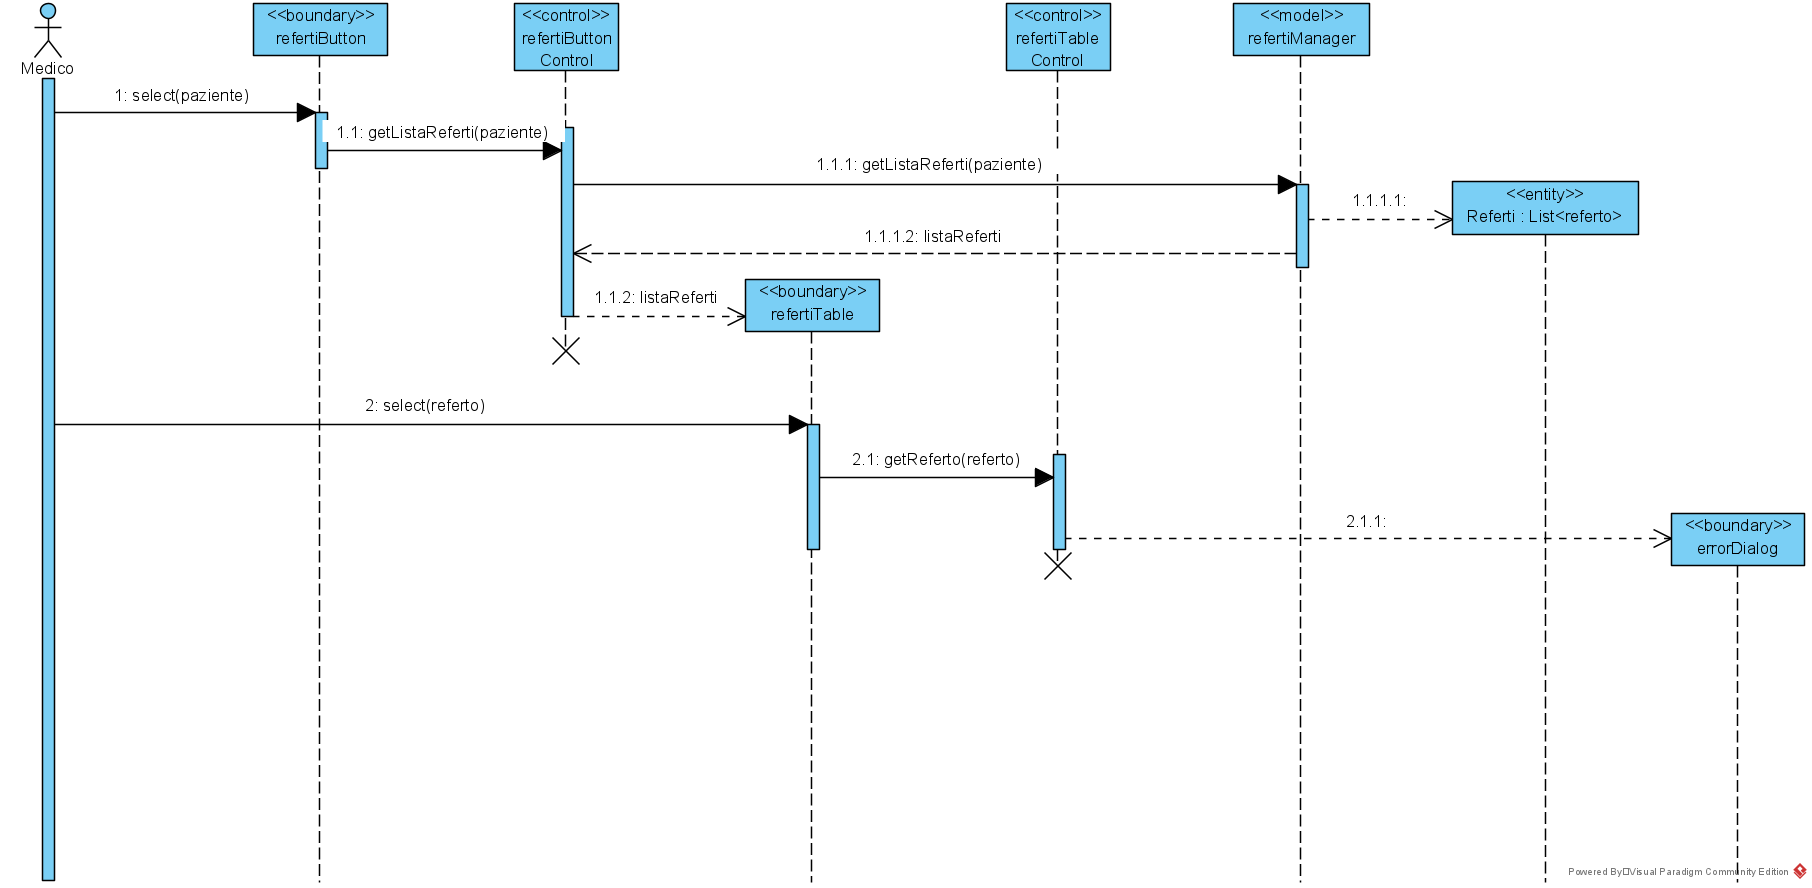 <<boundary>>
refertiButton
<<control>>
refertiButton
Control
<<control>>
refertiTable
Control
<<model>>
refertiManager
Medico
1: select(paziente)
1.1: getListaReferti(paziente)
1.1.1: getListaReferti(paziente)
<<entity>>
Referti : List<referto>
1.1.1.1:
1.1.1.2: listaReferti
<<boundary>>
refertiTable
1.1.2: listaReferti
2: select(referto)
2.1: getReferto(referto)
2.1.1:
<<boundary>>
errorDialog
Powered By□Visual Paradigm Community Edition